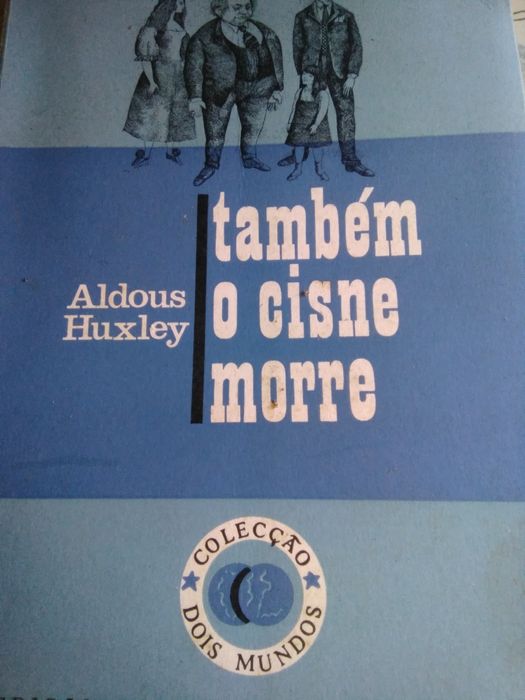 também
Aldous
o cisne
Huxley
morre
COLECÇÃO
DOIS MUNDOS